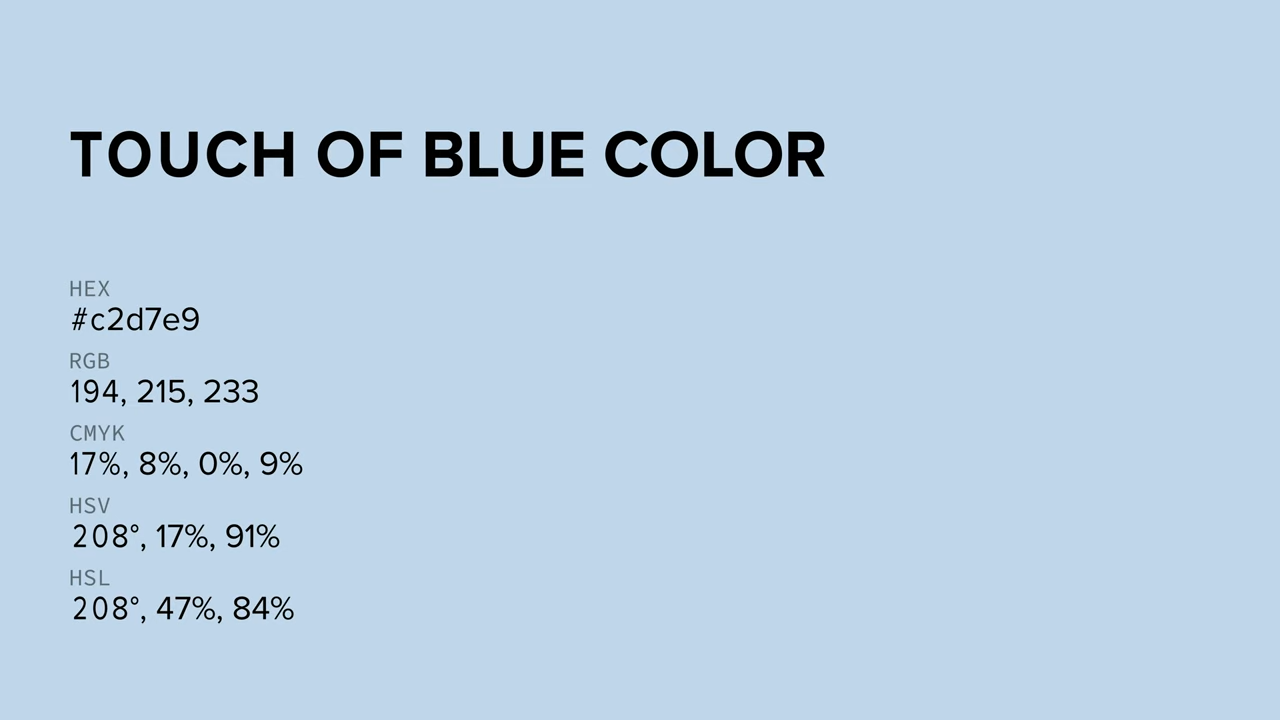 TOUCH OF BLUE COLOR
HEX
#c2d7e9
RGB
194, 215, 233
CMYK
17%, 8%, 0%, 9%
HSV
208°, 17%, 91%
HSL
208°, 47%, 84%